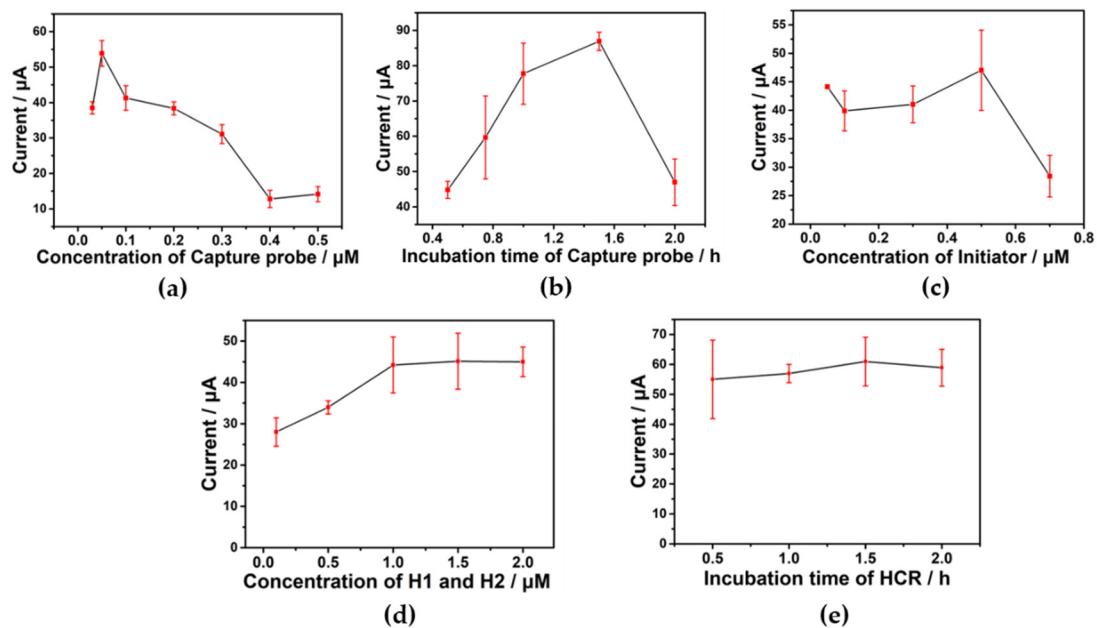 60
50
40
30
20
10
Current / μA
0.0 0.1 0.2 0.3 0.4 0.5
Concentration of Capture probe / μM
(a)
90
80
70
60
50
40
Current / μA
0.4 0.8 1.2 1.6 2.0
Incubation time of Capture probe / h
(b)
55
50
45
40
35
30
25
20
Current / μA
0.0 0.2 0.4 0.6 0.8
Concentration of Initiator / μM
(c)
50
40
30
20
10
0
Current / μA
0.0 0.5 1.0 1.5 2.0
Concentration of H1 and H2 / μM
(d)
70
60
50
40
30
20
10
0
Current / μA
0.5 1.0 1.5 2.0
Incubation time of HCR / h
(e)